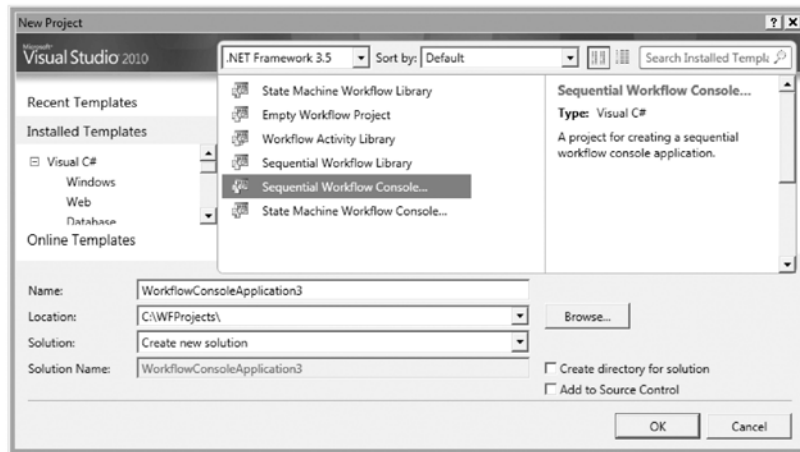 New Project
Microsoft
Visual Studio 2010
.NET Framework 3.5
Sort by: Default
Search Installed Templa
Recent Templates
Installed Templates
Visual C#
Windows
Web
Database
Online Templates
State Machine Workflow Library
Empty Workflow Project
Workflow Activity Library
Sequential Workflow Library
Sequential Workflow Console...
State Machine Workflow Console...
Sequential Workflow Console...
Type: Visual C#
A project for creating a sequential
workflow console application.
Name: WorkflowConsoleApplication3
Location: C:\WFProjects\
Browse...
Solution: Create new solution
Solution Name: WorkflowConsoleApplication3
Create directory for solution
Add to Source Control
OK
Cancel